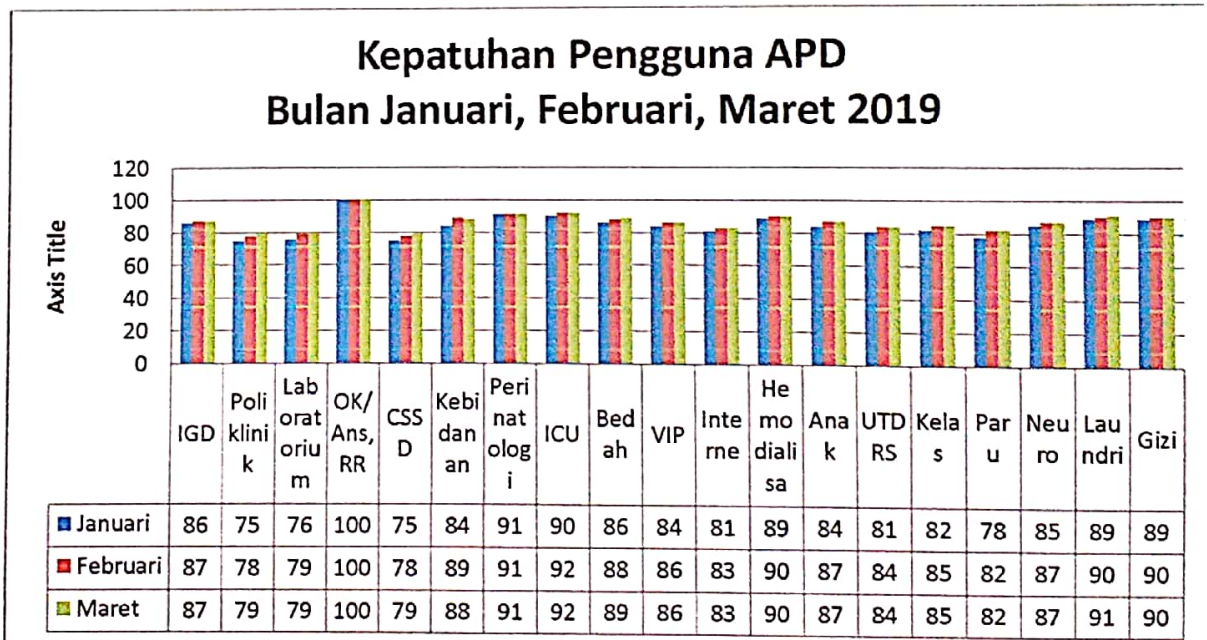 Kepatuhan Pengguna APD
Bulan Januari, Februari, Maret 2019
Axis Title
120
100
80
60
40
20
0
IGD Poliklinik Laboratorium OK/Ans,RR CSSD Kebidanan Perinatologi ICU Bedah VIP Interne Hemodialisa Anak UTDRS Kelas Paru Neuro Laundri Gizi
Januari 86 75 76 100 75 84 91 90 86 84 81 89 84 81 82 78 85 89 89
Februari 87 78 79 100 78 89 91 92 88 86 83 90 87 84 85 82 87 90 90
Maret 87 79 79 100 79 88 91 92 89 86 83 90 87 84 85 82 87 91 90